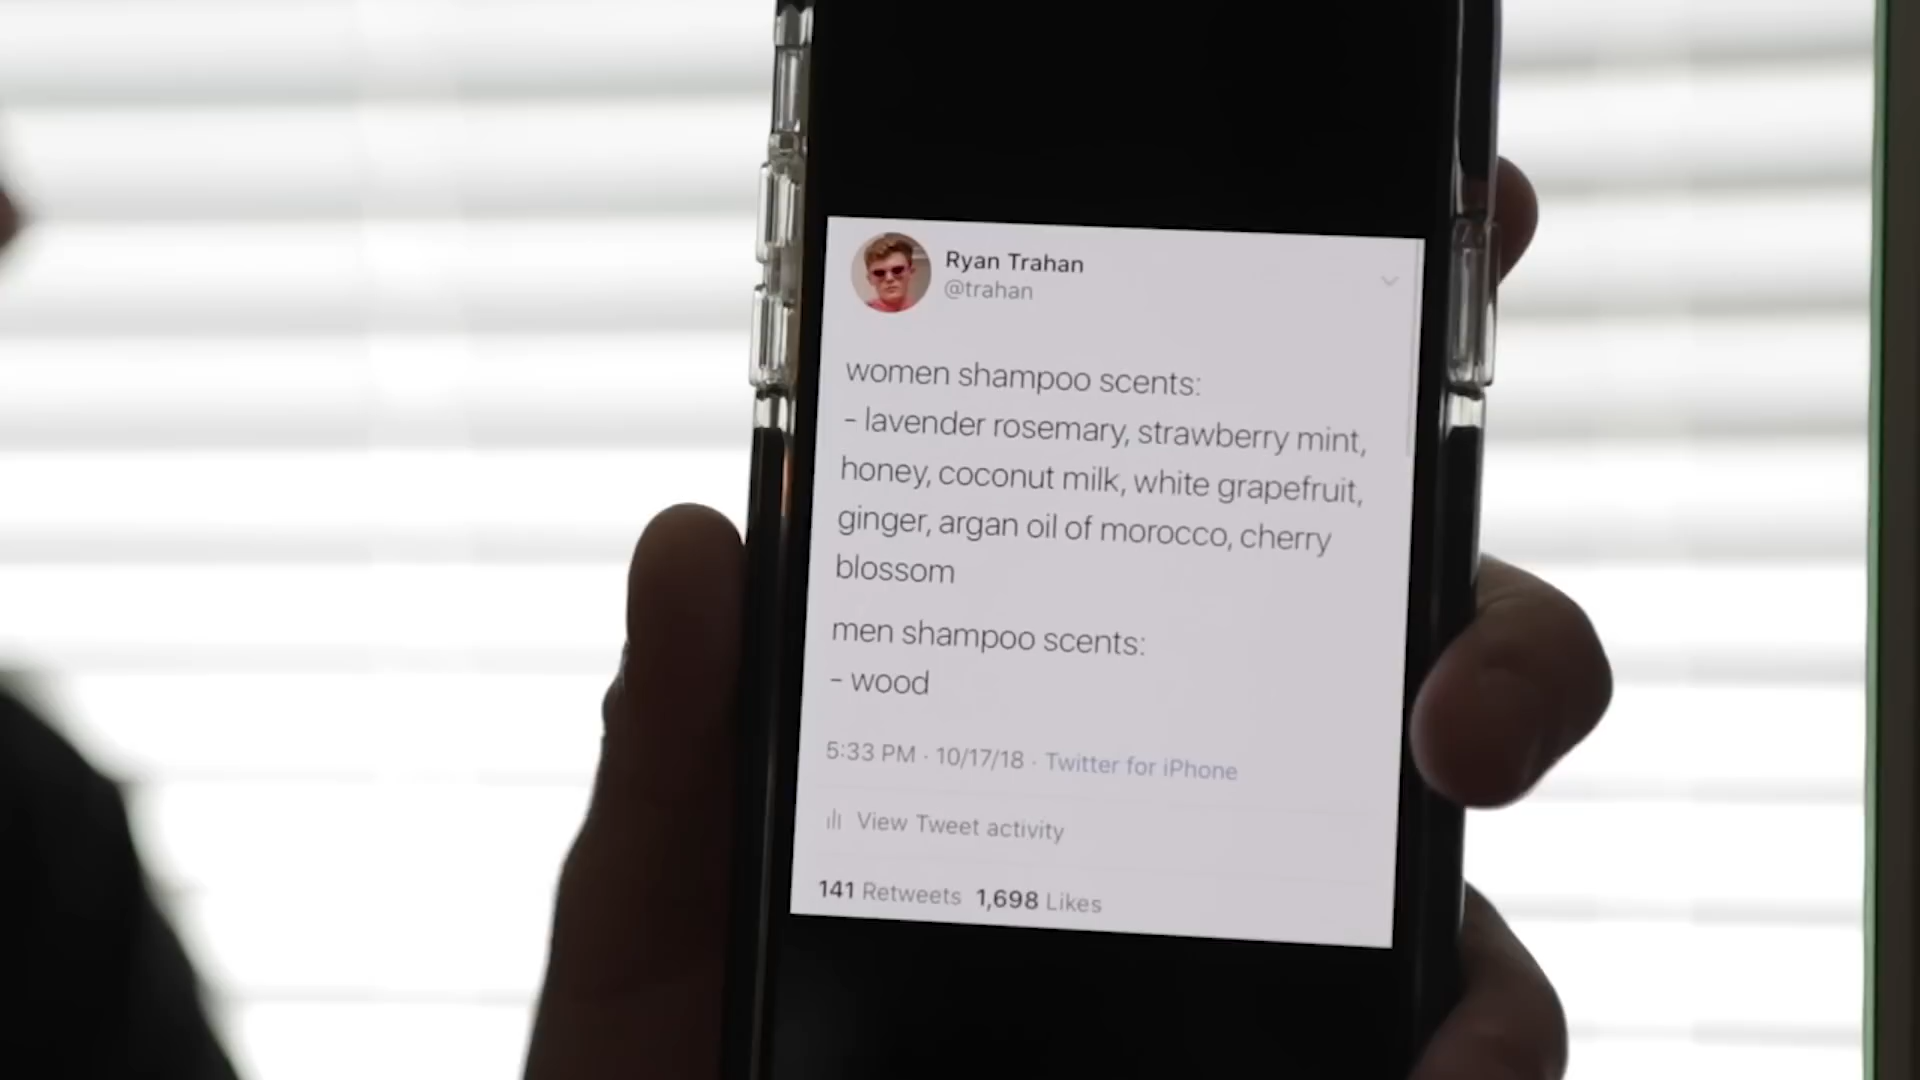 Ryan Trahan
@trahan
women shampoo scents:
- lavender rosemary, strawberry mint,
honey, coconut milk, white grapefruit,
ginger, argan oil of morocco, cherry
blossom
men shampoo scents:
- wood
5:33 PM · 10/17/18 · Twitter for iPhone
View Tweet activity
141 Retweets 1,698 Likes